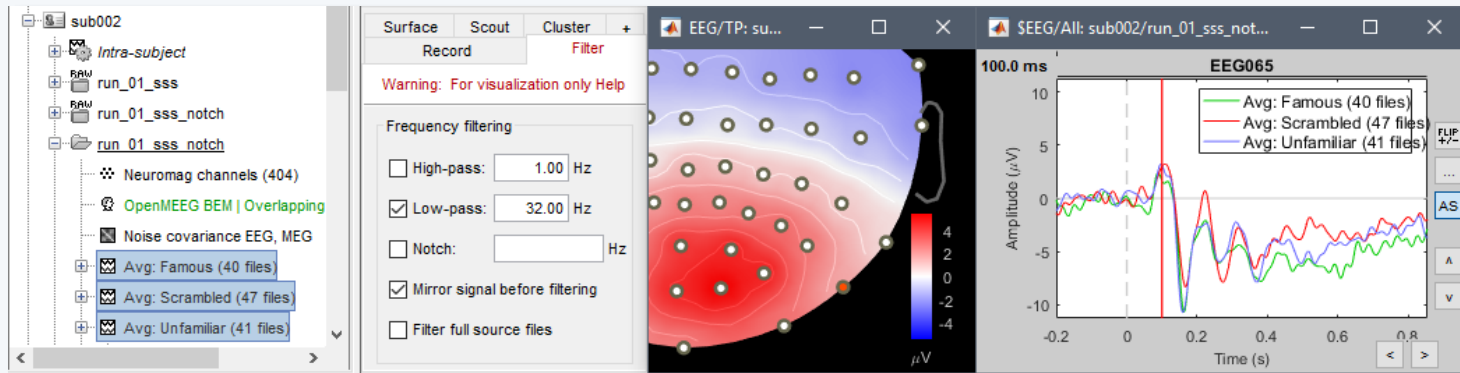 sub002
Intra-subject
RAW
run_01_sss
RAW
run_01_sss_notch
run_01_sss_notch
Neuromag channels (404)
OpenMEEG BEM | Overlapping
Noise covariance EEG, MEG
Avg: Famous (40 files)
Avg: Scrambled (47 files)
Avg: Unfamiliar (41 files)
Surface Scout Cluster +
Record Filter
Warning: For visualization only Help
Frequency filtering
High-pass: 1.00 Hz
Low-pass: 32.00 Hz
Notch: Hz
Mirror signal before filtering
Filter full source files
EEG/TP: su...
4
2
0
-2
-4
μV
$EEG/All: sub002/run_01_sss_not...
100.0 ms EEG065
Avg: Famous (40 files)
Avg: Scrambled (47 files)
Avg: Unfamiliar (41 files)
10
5
0
-5
-10
Amplitude (μV)
-0.2 0 0.2 0.4 0.6 0.8
Time (s)
FLIP
+/-
...
AS
∧
∨
< >